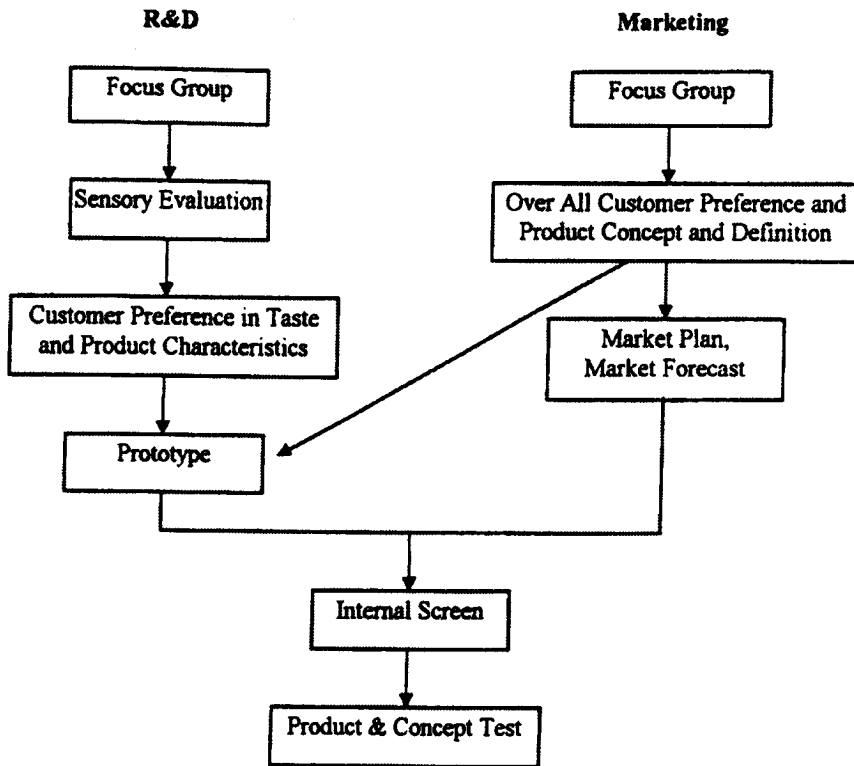 R&D
Marketing
Focus Group
Focus Group
Sensory Evaluation
Over All Customer Preference and
Product Concept and Definition
Customer Preference in Taste
and Product Characteristics
Market Plan,
Market Forecast
Prototype
Internal Screen
Product & Concept Test